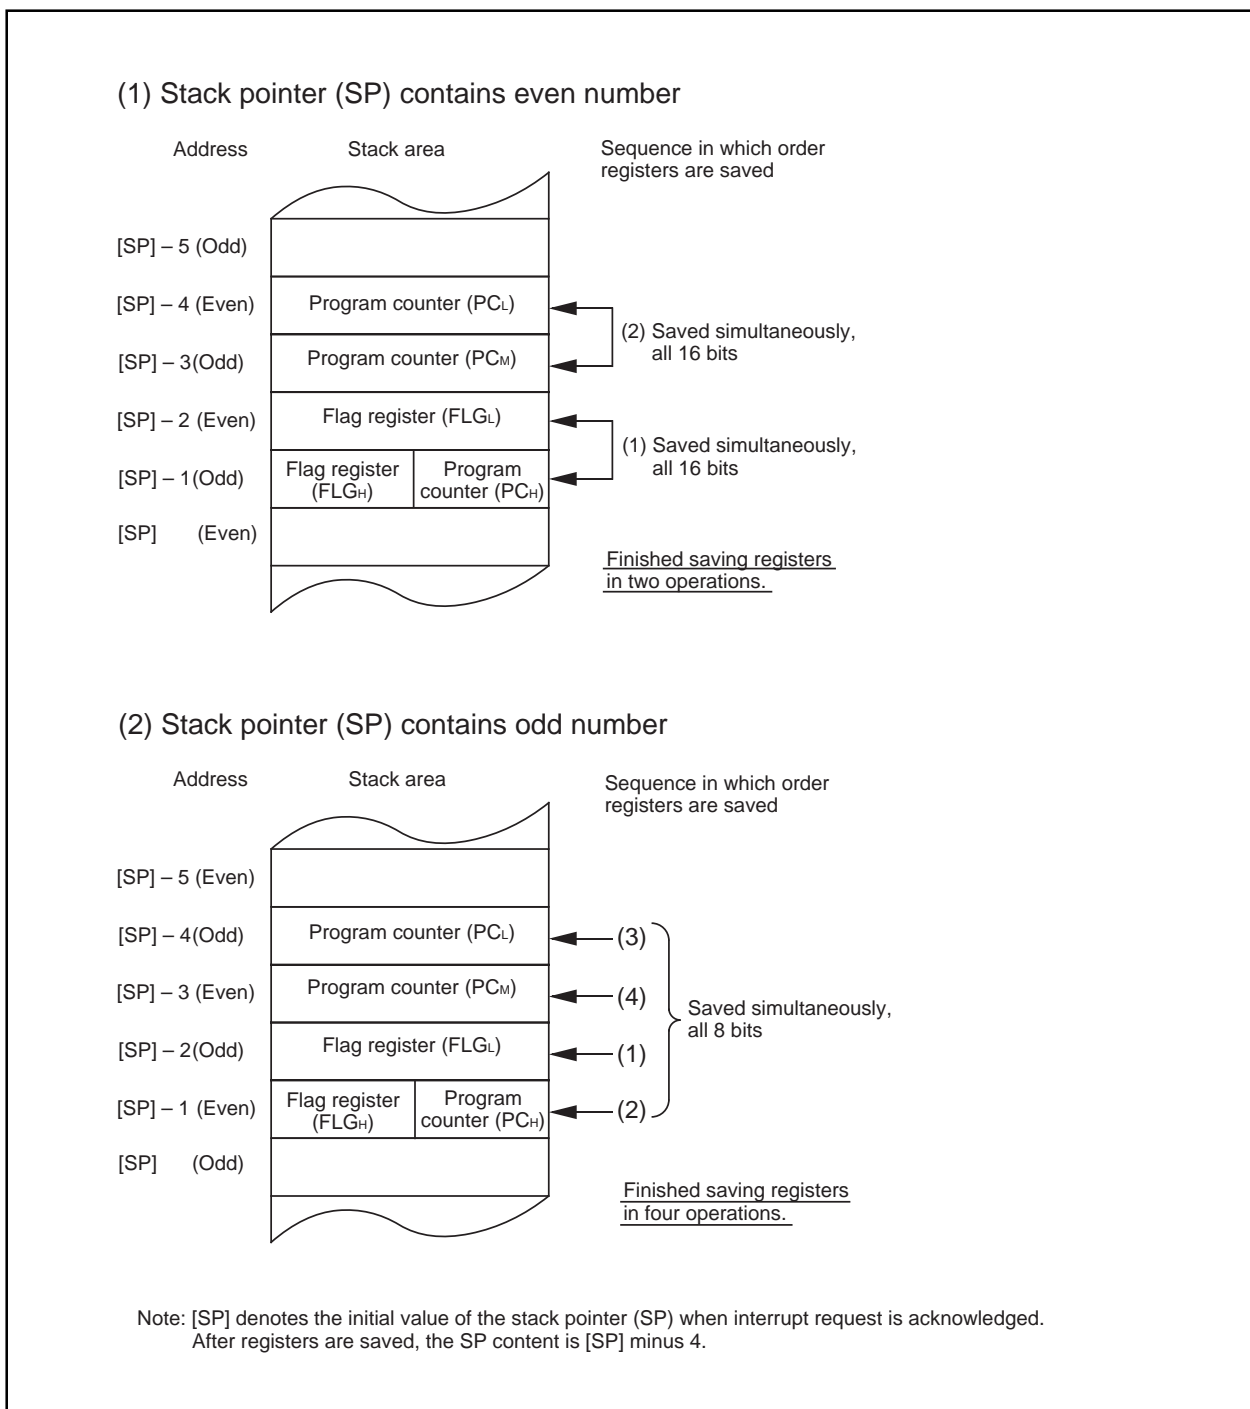 (1) Stack pointer (SP) contains even number
Address
Stack area
Sequence in which order
registers are saved
[SP] – 5 (Odd)
[SP] – 4 (Even)
Program counter (PCL)
[SP] – 3(Odd)
Program counter (PCM)
(2) Saved simultaneously,
all 16 bits
[SP] – 2 (Even)
Flag register (FLGL)
[SP] – 1(Odd)
Flag register
(FLGH)
Program
counter (PCH)
(1) Saved simultaneously,
all 16 bits
[SP] (Even)
Finished saving registers
in two operations.
(2) Stack pointer (SP) contains odd number
Address
Stack area
Sequence in which order
registers are saved
[SP] – 5 (Even)
[SP] – 4(Odd)
Program counter (PCL)
(3)
[SP] – 3 (Even)
Program counter (PCM)
(4)
Saved simultaneously,
all 8 bits
[SP] – 2(Odd)
Flag register (FLGL)
(1)
[SP] – 1 (Even)
Flag register
(FLGH)
Program
counter (PCH)
(2)
[SP] (Odd)
Finished saving registers
in four operations.
Note: [SP] denotes the initial value of the stack pointer (SP) when interrupt request is acknowledged.
After registers are saved, the SP content is [SP] minus 4.